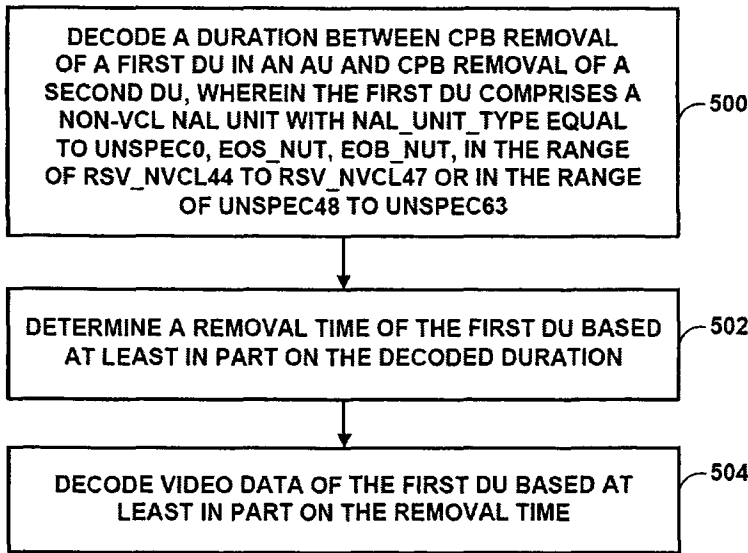 DECODE A DURATION BETWEEN CPB REMOVAL
OF A FIRST DU IN AN AU AND CPB REMOVAL OF A
SECOND DU, WHEREIN THE FIRST DU COMPRISES A
NON-VCL NAL UNIT WITH NAL_UNIT_TYPE EQUAL
TO UNSPEC0, EOS_NUT, EOB_NUT, IN THE RANGE
OF RSV_NVCL44 TO RSV_NVCL47 OR IN THE RANGE
OF UNSPEC48 TO UNSPEC63
500
DETERMINE A REMOVAL TIME OF THE FIRST DU BASED
AT LEAST IN PART ON THE DECODED DURATION
502
DECODE VIDEO DATA OF THE FIRST DU BASED AT
LEAST IN PART ON THE REMOVAL TIME
504